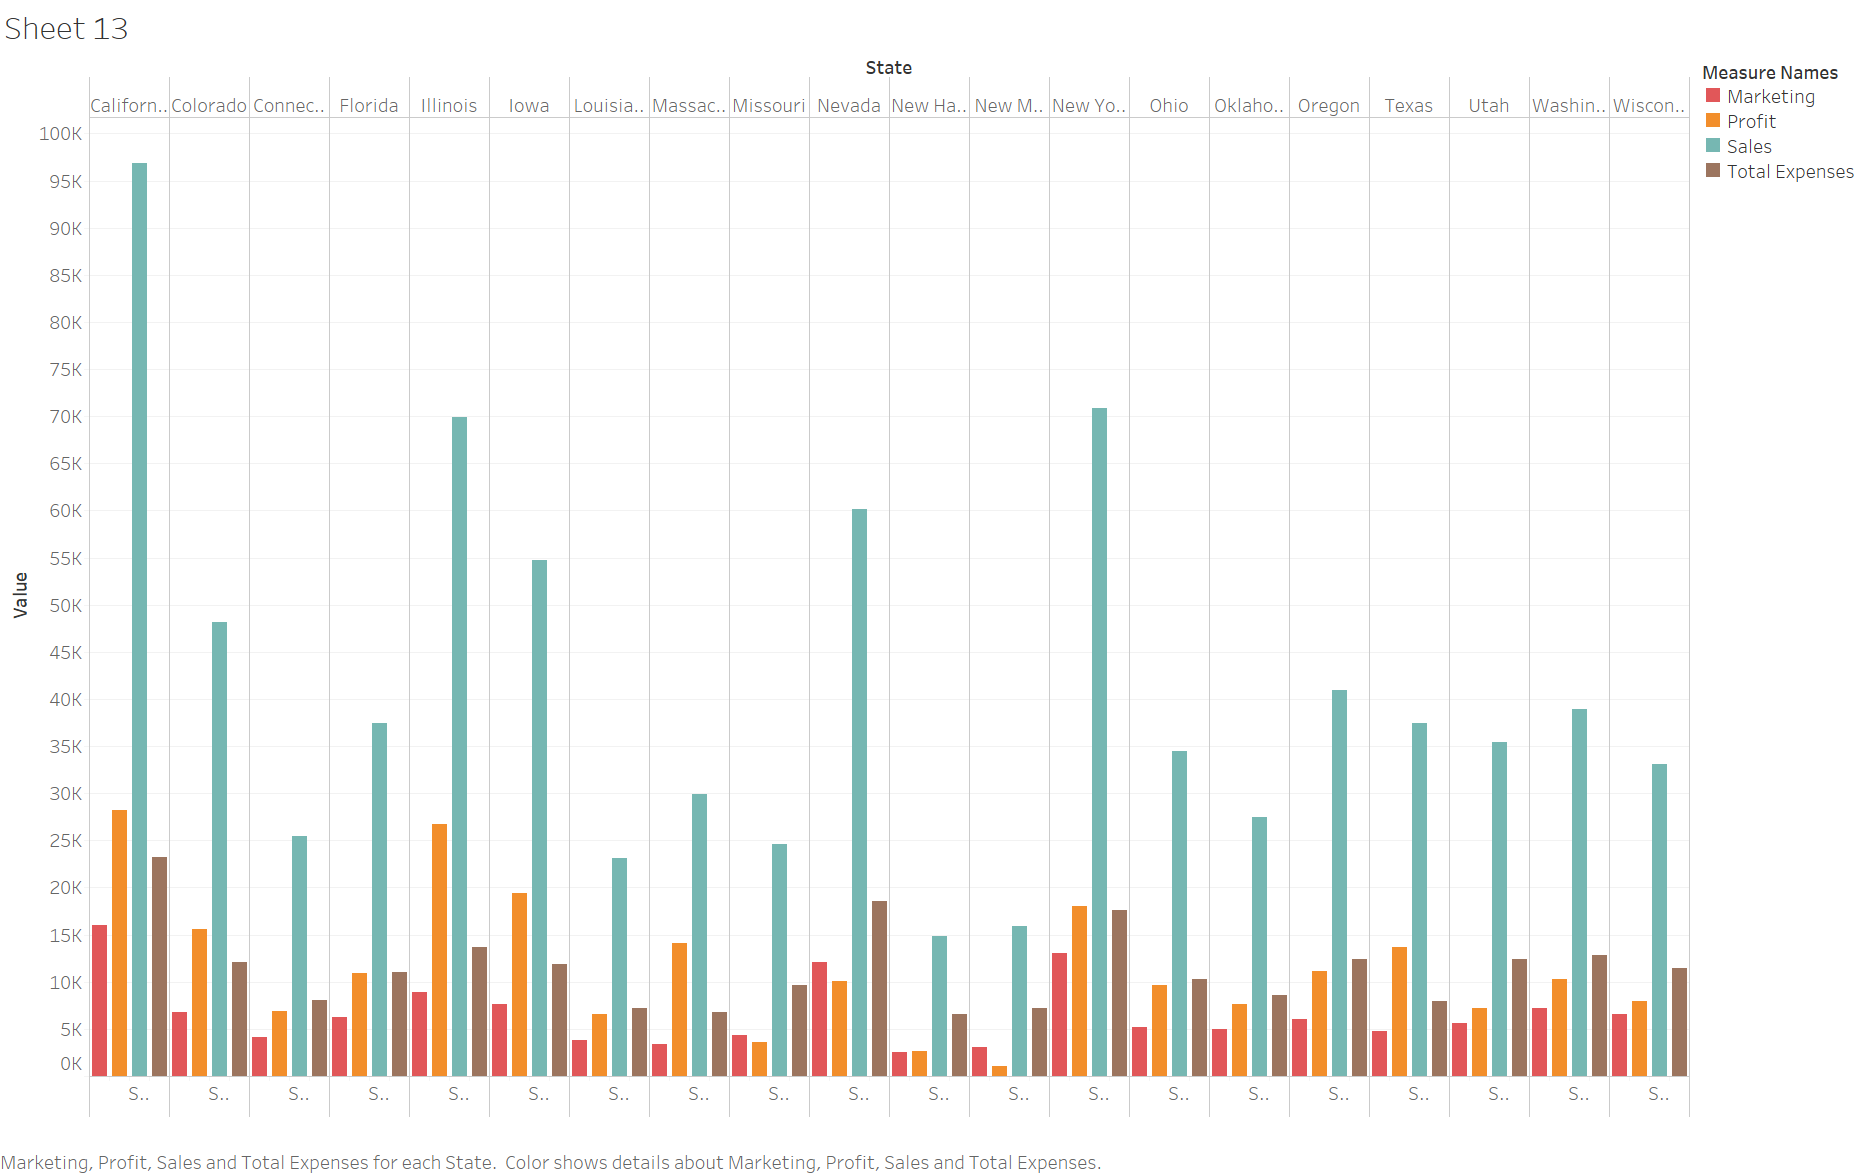 Sheet 13
State
Californ.. Colorado Connec.. Florida Illinois Iowa Louisia.. Massac.. Missouri Nevada New Ha.. New M.. New Yo.. Ohio Oklaho.. Oregon Texas Utah Washin.. Wiscon..
Measure Names
Marketing
Profit
Sales
Total Expenses
100K
95K
90K
85K
80K
75K
70K
65K
60K
55K
50K
45K
40K
35K
30K
25K
20K
15K
10K
5K
0K
Value
S.. S.. S.. S.. S.. S.. S.. S.. S.. S.. S.. S.. S.. S.. S.. S.. S.. S.. S.. S..
Marketing, Profit, Sales and Total Expenses for each State.  Color shows details about Marketing, Profit, Sales and Total Expenses.